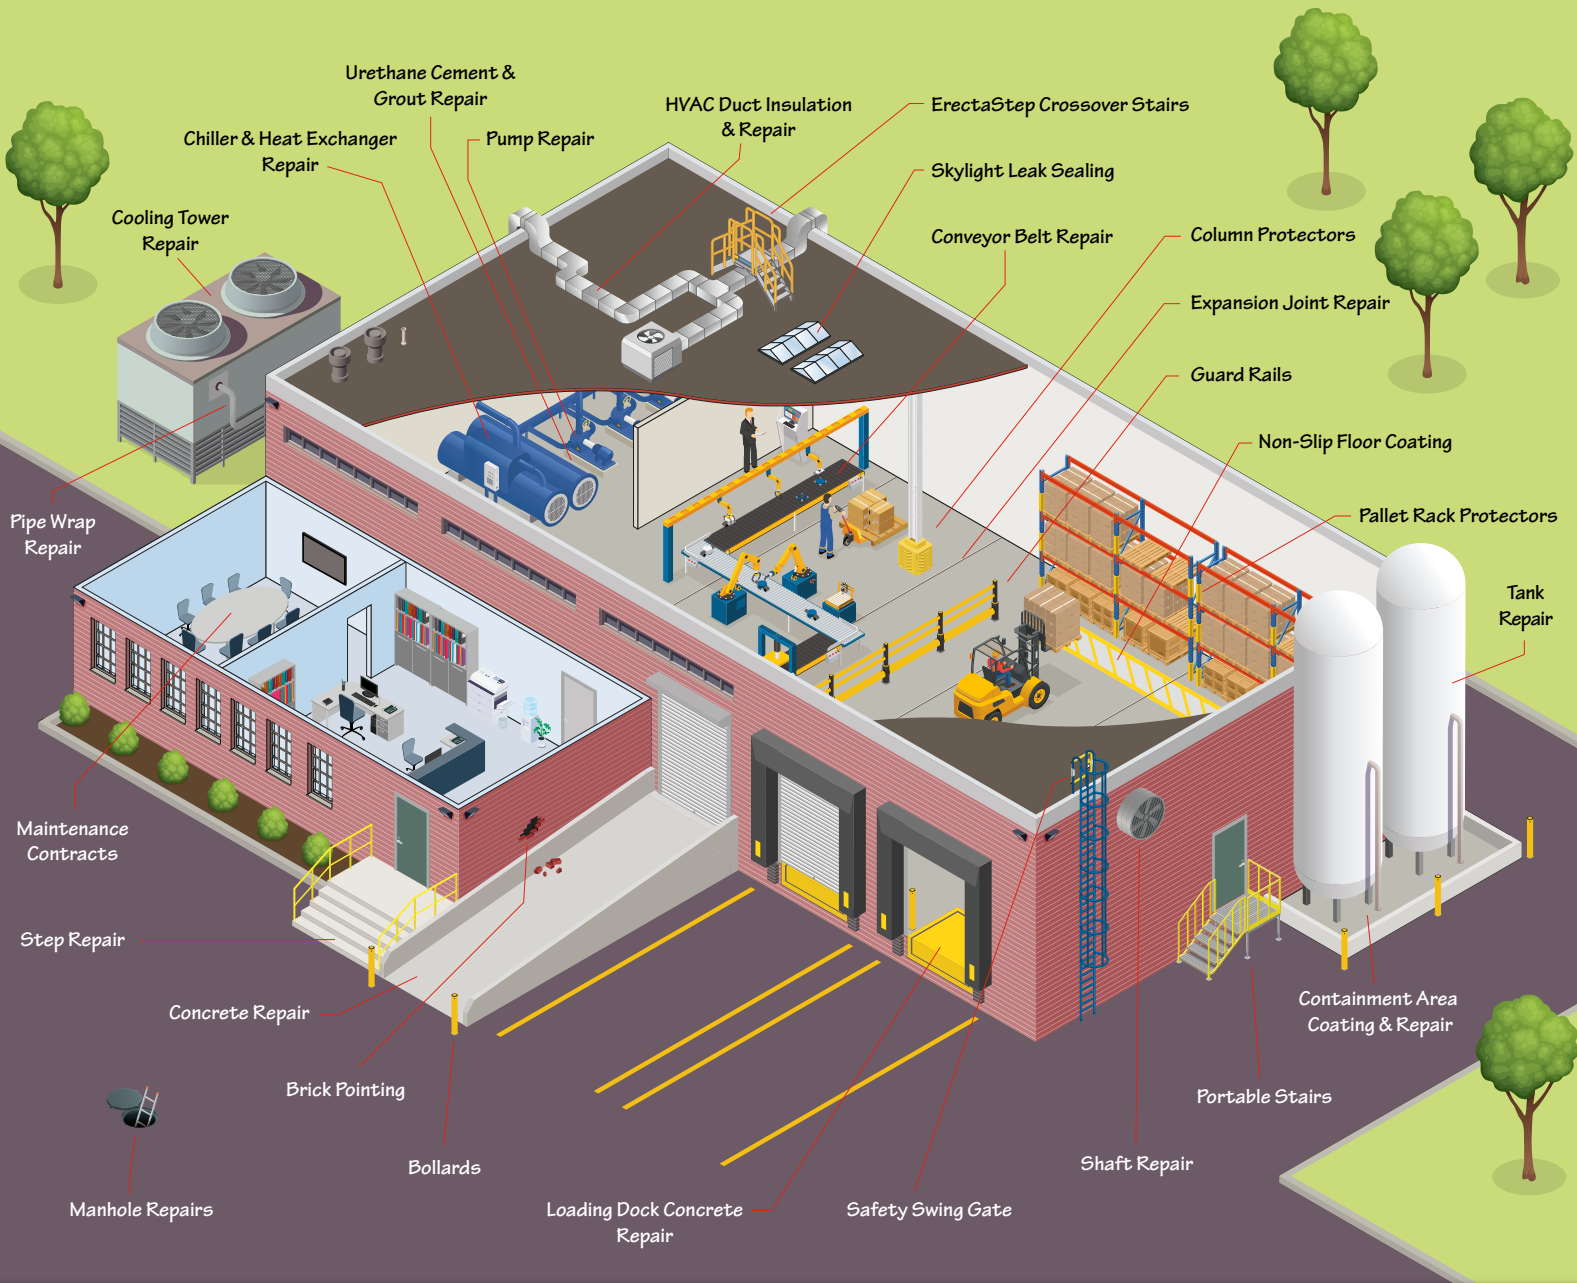 Urethane Cement &
Grout Repair
HVAC Duct Insulation
& Repair
ErectaStep Crossover Stairs
Chiller & Heat Exchanger
Repair
Pump Repair
Skylight Leak Sealing
Cooling Tower
Repair
Conveyor Belt Repair
Column Protectors
Expansion Joint Repair
Guard Rails
Non-Slip Floor Coating
Pipe Wrap
Repair
Pallet Rack Protectors
Tank
Repair
Maintenance
Contracts
Step Repair
Concrete Repair
Containment Area
Coating & Repair
Brick Pointing
Portable Stairs
Bollards
Shaft Repair
Manhole Repairs
Loading Dock Concrete
Repair
Safety Swing Gate